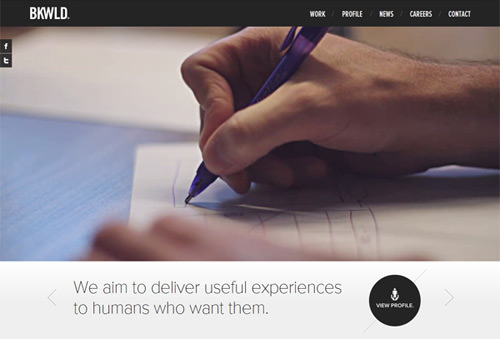 BKWLD.
WORK / PROFILE / NEWS / CAREERS / CONTACT
We aim to deliver useful experiences
to humans who want them.
VIEW PROFILE.